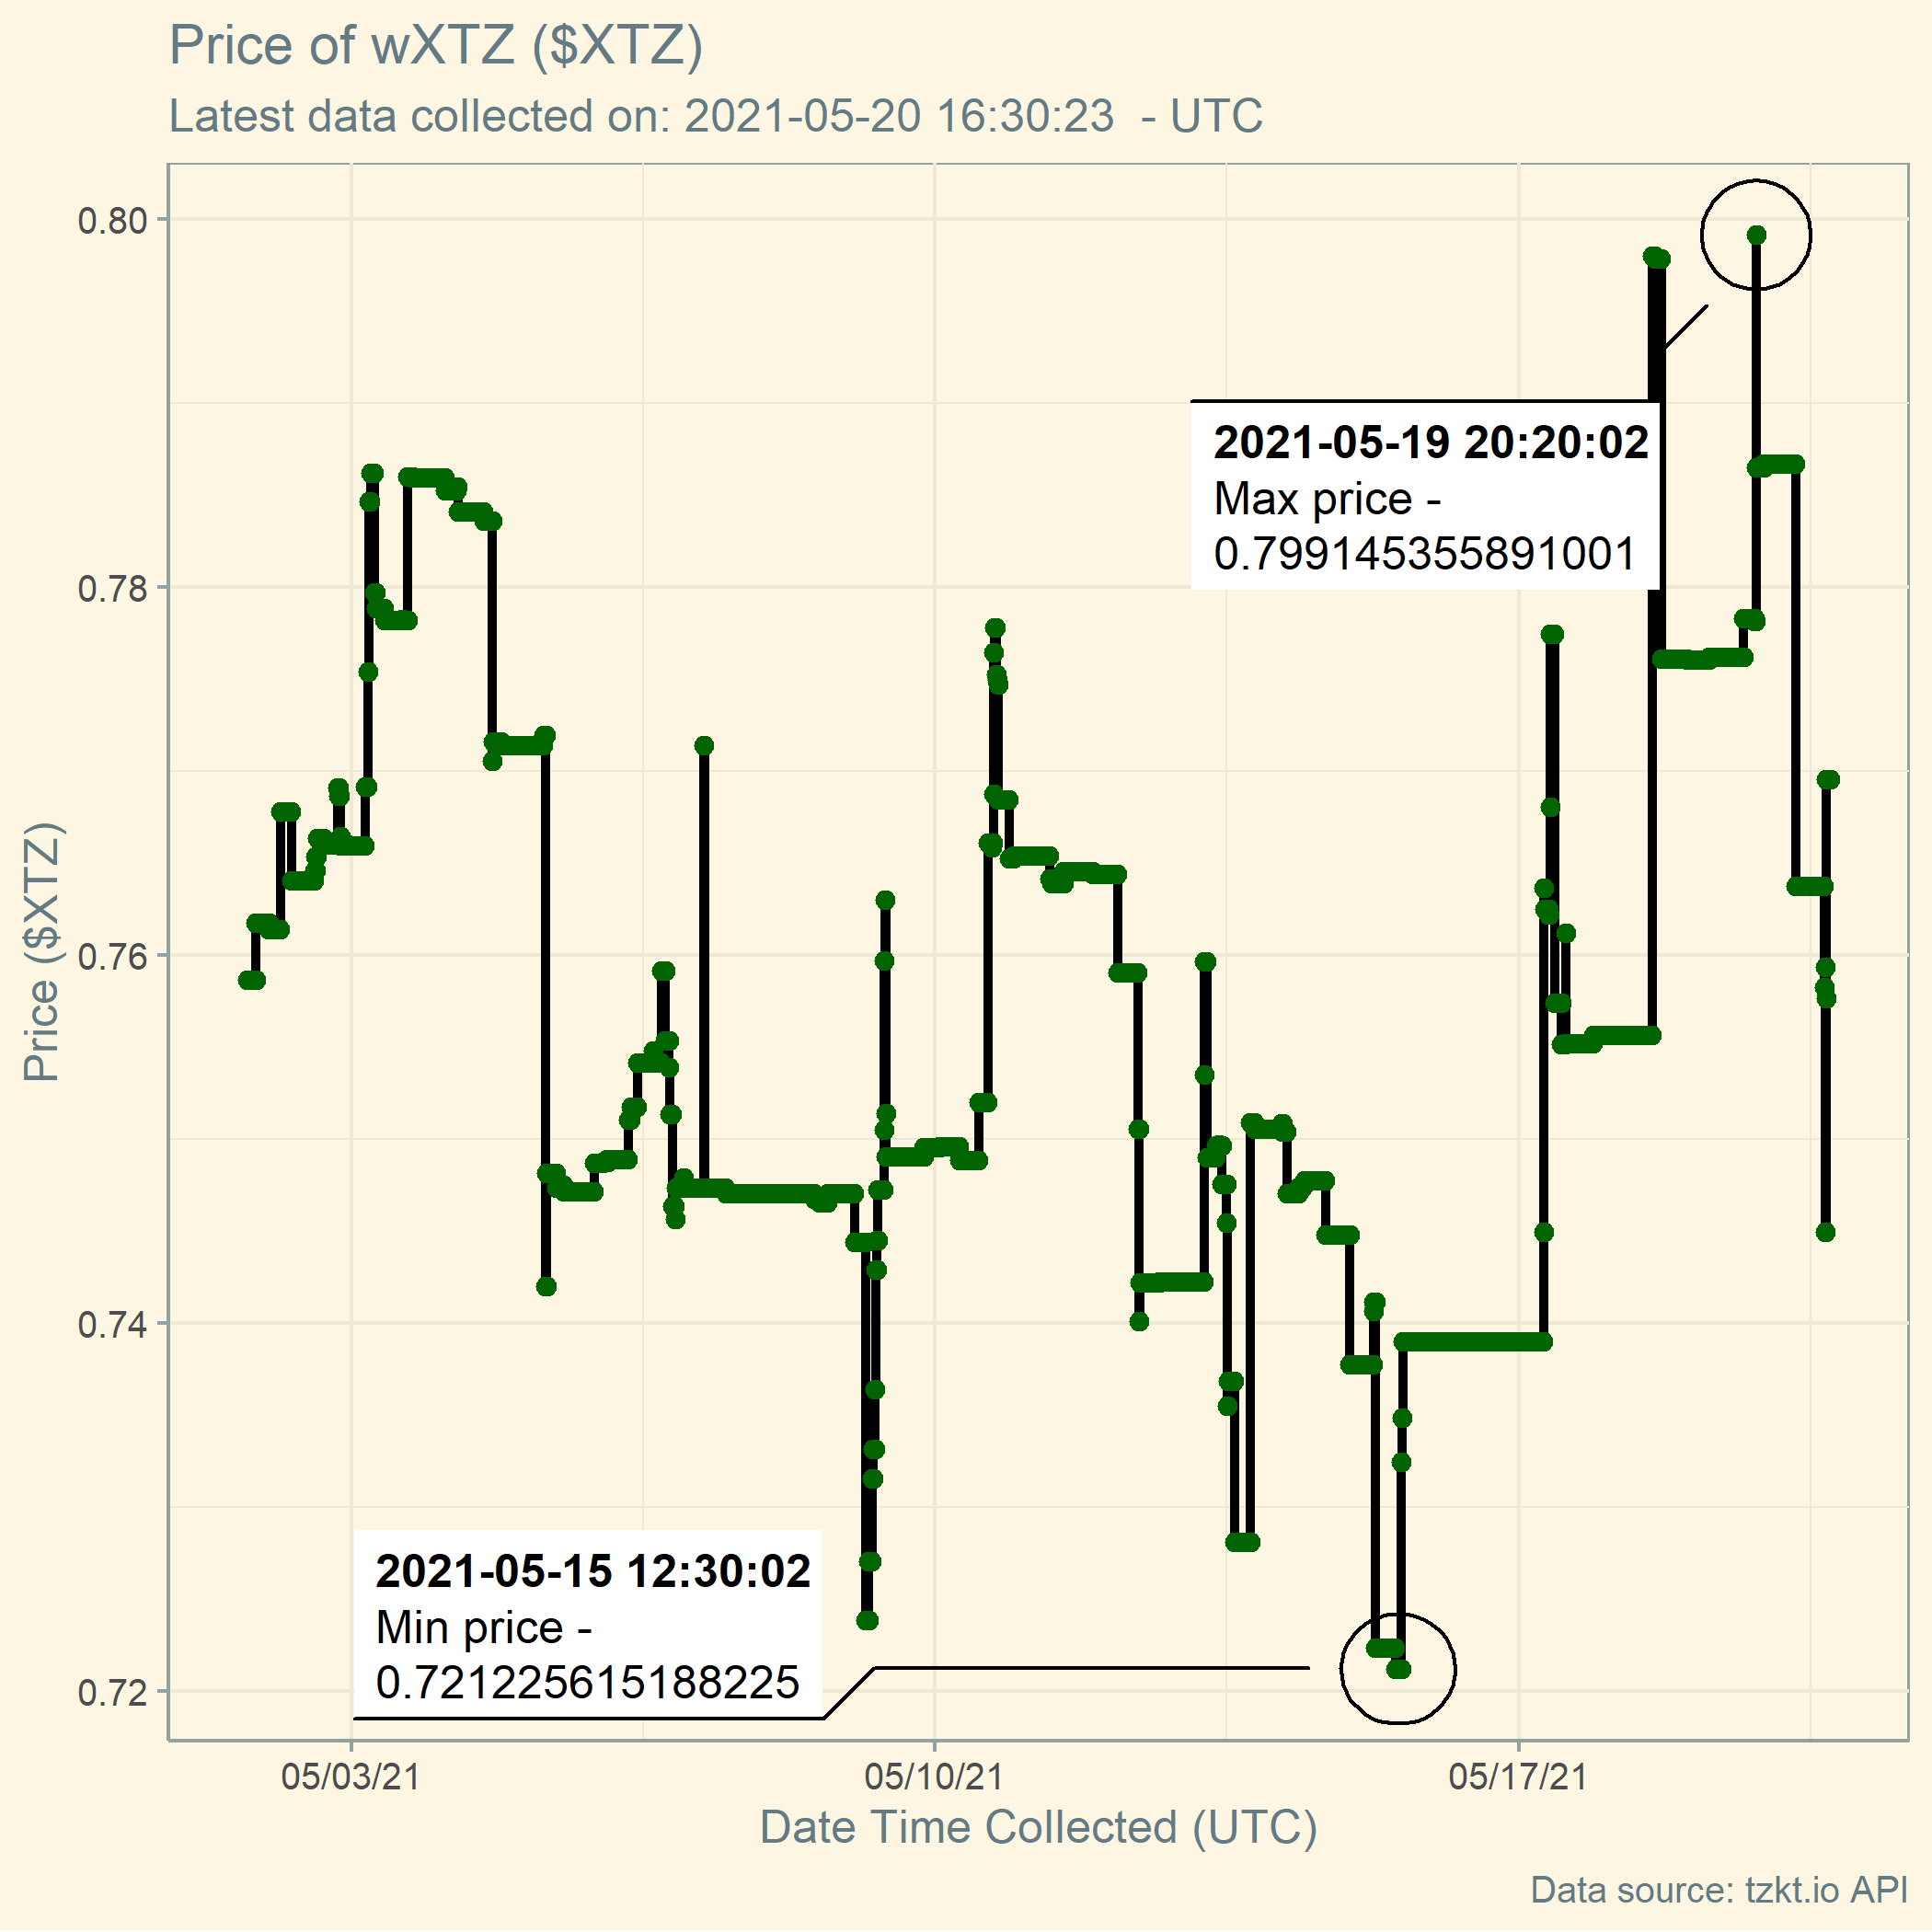 Price of wXTZ ($XTZ)
Latest data collected on: 2021-05-20 16:30:23  - UTC
0.80
0.78
0.76
0.74
0.72
Price ($XTZ)
2021-05-19 20:20:02
Max price -
0.799145355891001
2021-05-15 12:30:02
Min price -
0.721225615188225
05/03/21
05/10/21
05/17/21
Date Time Collected (UTC)
Data source: tzkt.io API